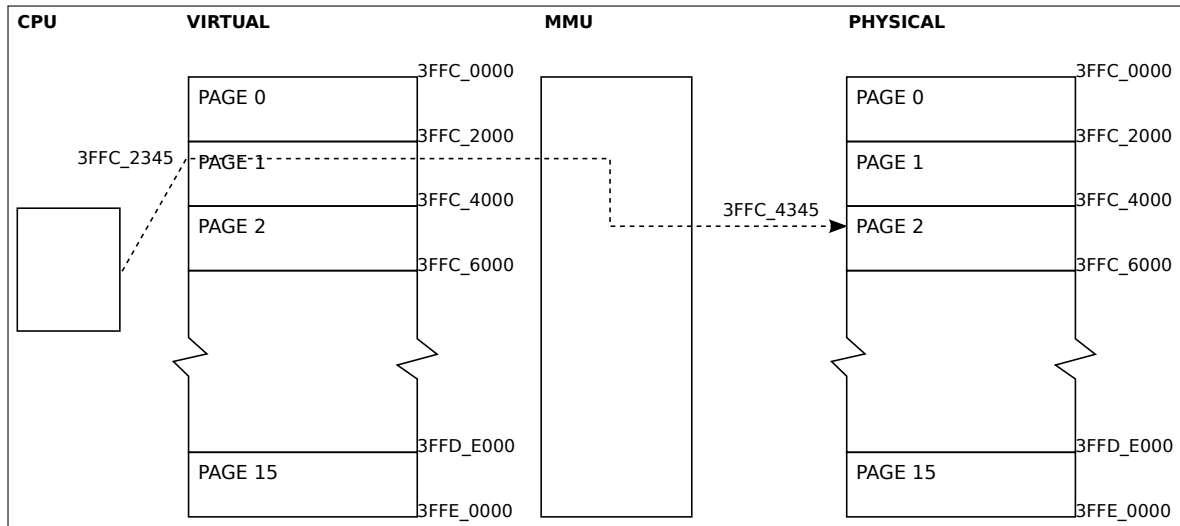 CPU
VIRTUAL
MMU
PHYSICAL
3FFC_0000
3FFC_0000
PAGE 0
PAGE 0
3FFC_2000
3FFC_2000
3FFC_2345
PAGE 1
PAGE 1
3FFC_4000
3FFC_4000
3FFC_4345
PAGE 2
PAGE 2
3FFC_6000
3FFC_6000
3FFD_E000
3FFD_E000
PAGE 15
PAGE 15
3FFE_0000
3FFE_0000